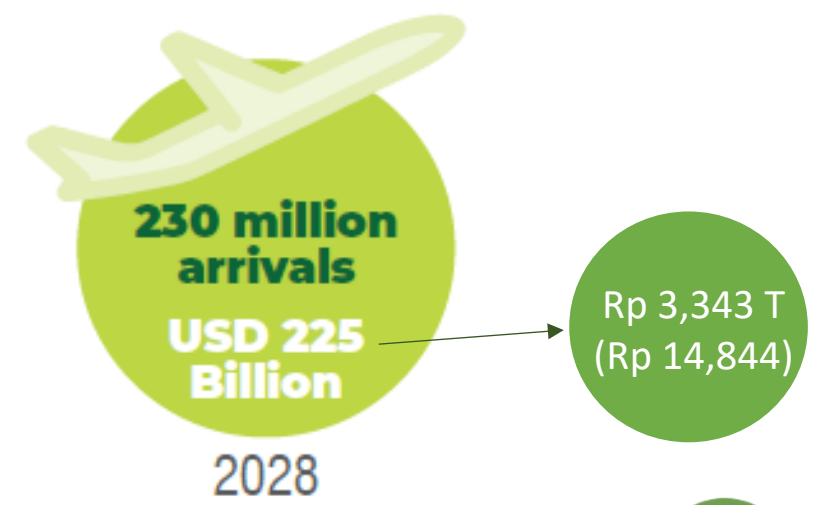 230 million
arrivals
USD 225
Billion
2028
Rp 3,343 T
(Rp 14,844)